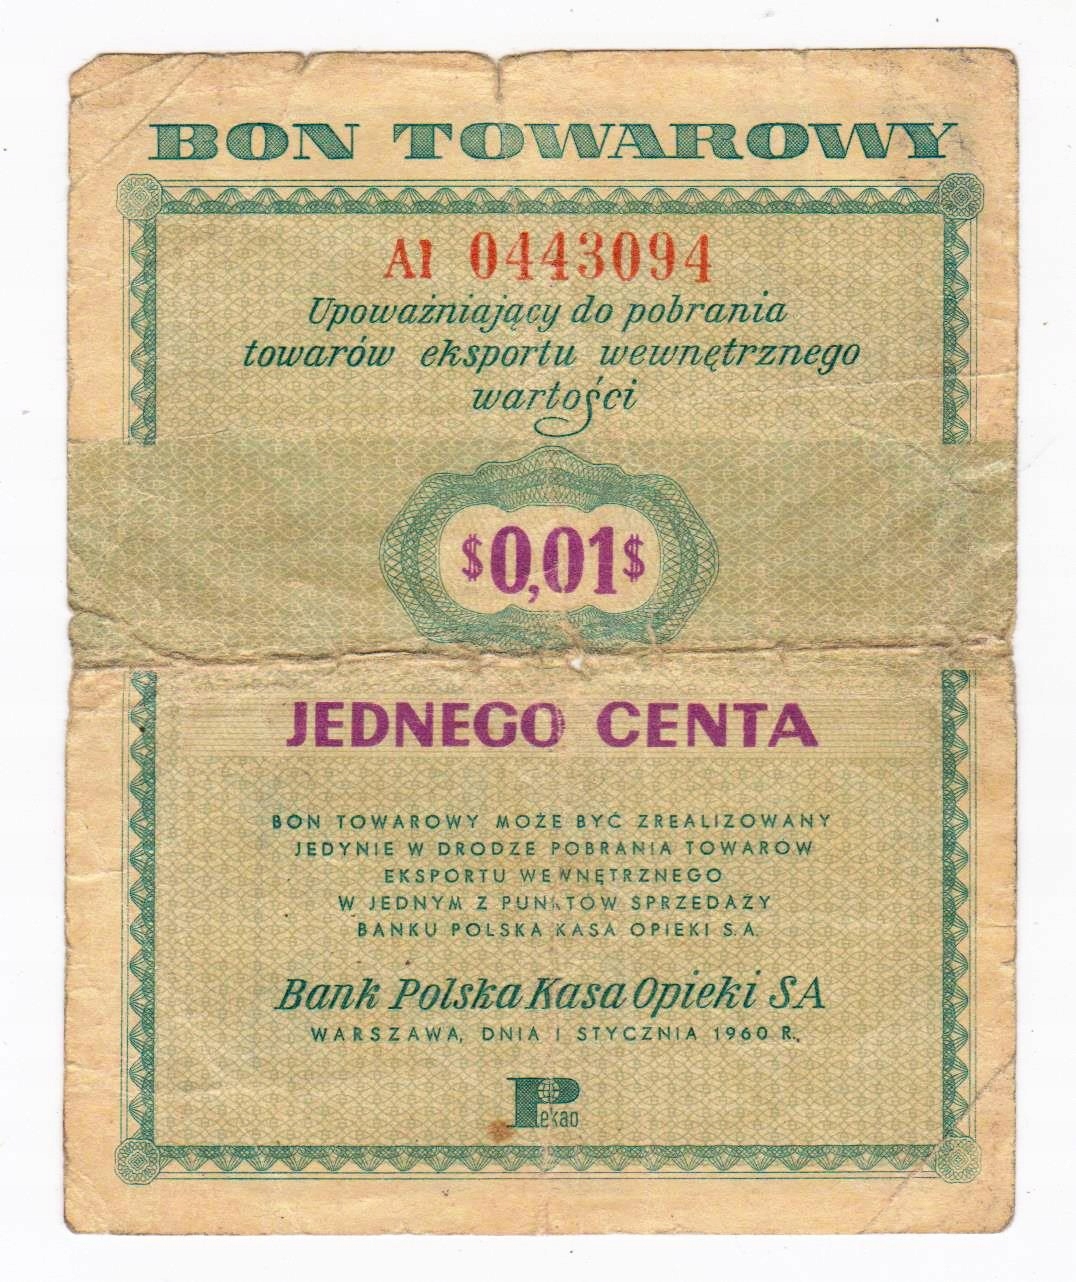 BON TOWAROWY
A1 0443094
Upoważniający do pobrania
towarów eksportu wewnętrznego
wartości
$0,01$
JEDNEGO CENTA
BON TOWAROWY MOŻE BYĆ ZREALIZOWANY
JEDYNIE W DRODZE POBRANIA TOWARÓW
EKSPORTU WEWNĘTRZNEGO
W JEDNYM Z PUNKTÓW SPRZEDAŻY
BANKU POLSKA KASA OPIEKI S.A.
Bank Polska Kasa Opieki SA
WARSZAWA, DNIA 1 STYCZNIA 1960 R.
Pekao